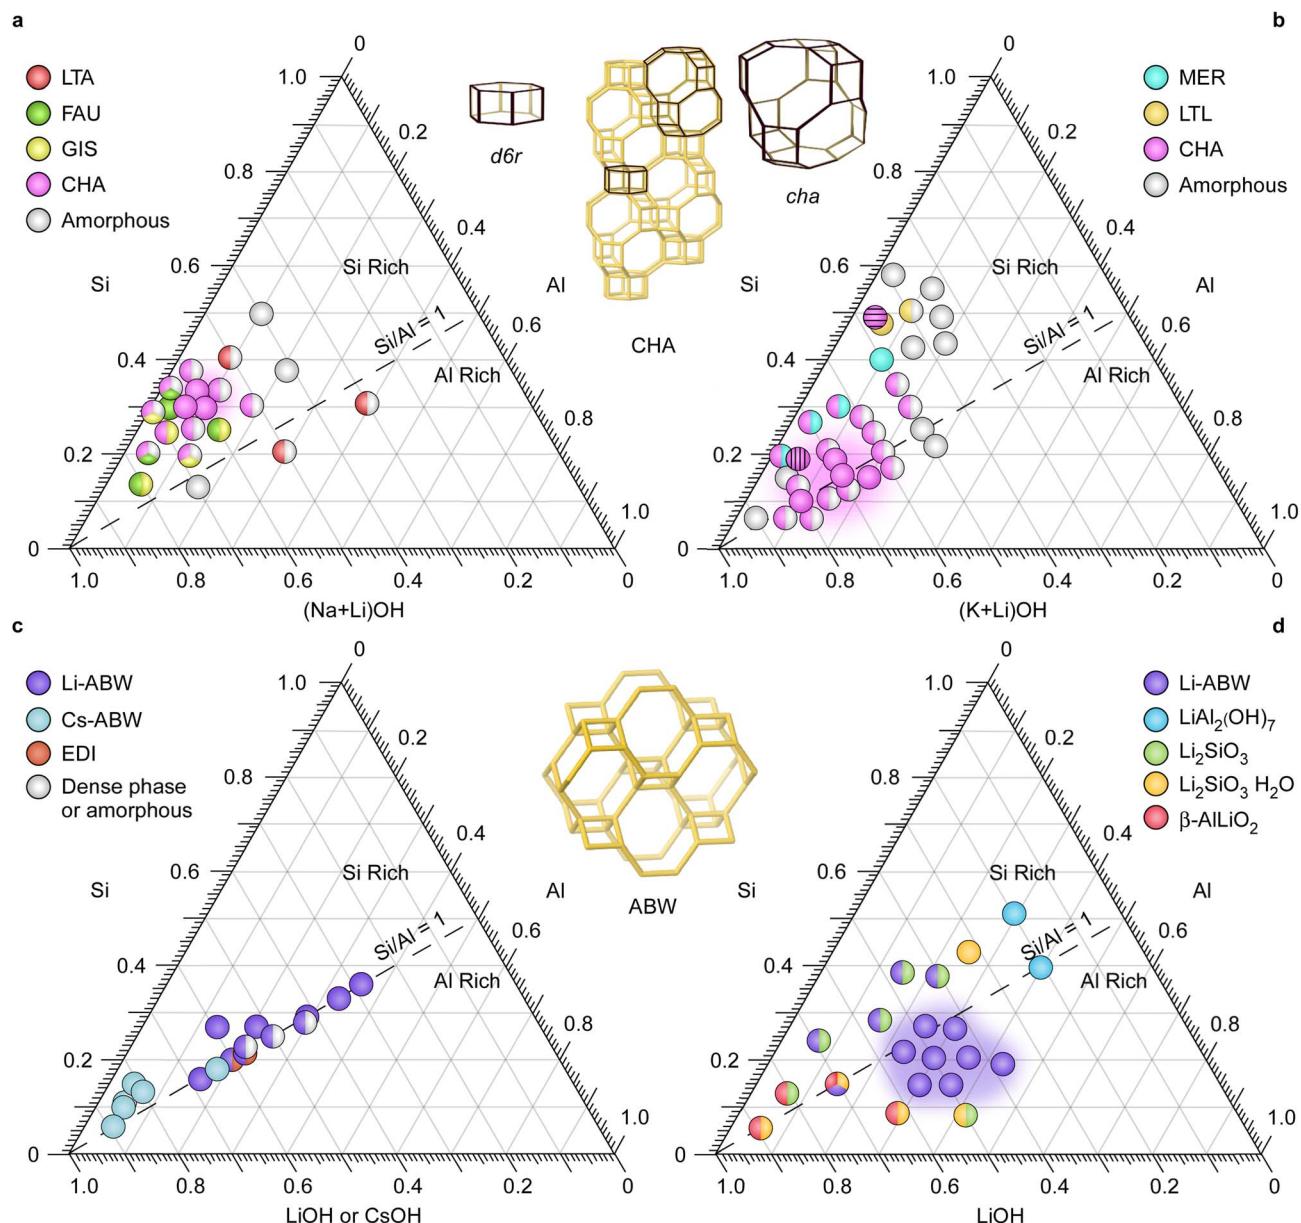 a
b
LTA
FAU
GIS
CHA
Amorphous
0
1.0
0.2
0.8
0.4
0.6
Si Rich
Si
Al
Si/Al = 1
0.6
0.4
Al Rich
0.8
0.2
1.0
0
1.0
0.8
0.6
0.4
0.2
0
(Na+Li)OH
d6r
cha
CHA
MER
LTL
CHA
Amorphous
0
1.0
0.2
0.8
0.4
0.6
Si Rich
Si
Al
Si/Al = 1
0.6
0.4
Al Rich
0.8
0.2
1.0
0
1.0
0.8
0.6
0.4
0.2
0
(K+Li)OH
c
d
Li-ABW
Cs-ABW
EDI
Dense phase
or amorphous
0
1.0
0.2
0.8
0.4
0.6
Si Rich
Si
Al
Si/Al = 1
0.6
0.4
Al Rich
0.8
0.2
1.0
0
1.0
0.8
0.6
0.4
0.2
0
LiOH or CsOH
ABW
Li-ABW
LiAl₂(OH)₇
Li₂SiO₃
Li₂SiO₃ H₂O
β-AlLiO₂
0
1.0
0.2
0.8
0.4
0.6
Si Rich
Si
Al
Si/Al = 1
0.6
0.4
Al Rich
0.8
0.2
1.0
0
1.0
0.8
0.6
0.4
0.2
0
LiOH